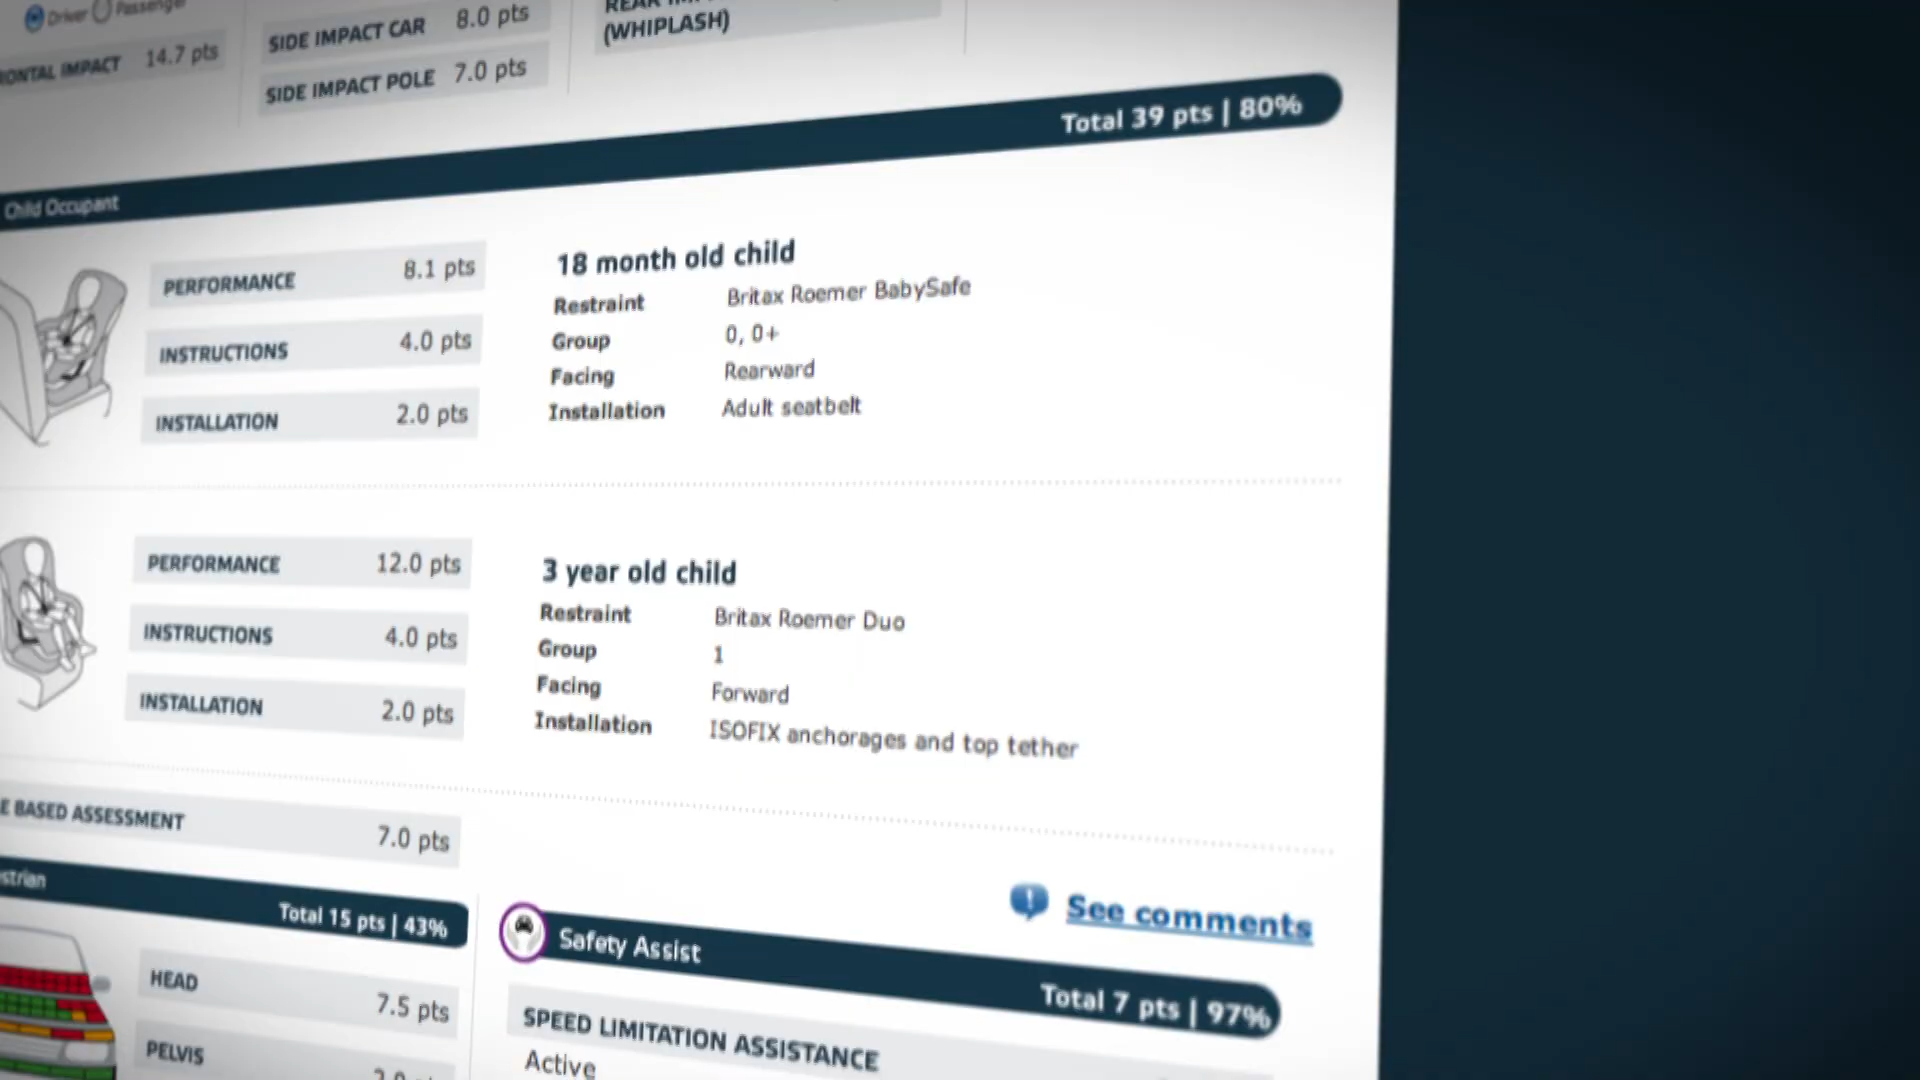 Driver Passenger
FRONTAL IMPACT 14.7 pts
SIDE IMPACT CAR 8.0 pts
SIDE IMPACT POLE 7.0 pts
(WHIPLASH)
Total 39 pts | 80%
Child Occupant
18 month old child
PERFORMANCE 8.1 pts
INSTRUCTIONS 4.0 pts
INSTALLATION 2.0 pts
Restraint Britax Roemer BabySafe
Group 0, 0+
Facing Rearward
Installation Adult seatbelt
3 year old child
PERFORMANCE 12.0 pts
INSTRUCTIONS 4.0 pts
INSTALLATION 2.0 pts
Restraint Britax Roemer Duo
Group 1
Facing Forward
Installation ISOFIX anchorages and top tether
BASED ASSESSMENT 7.0 pts
See comments
Total 15 pts | 43%
HEAD 7.5 pts
PELVIS
Safety Assist
Total 7 pts | 97%
SPEED LIMITATION ASSISTANCE
Active